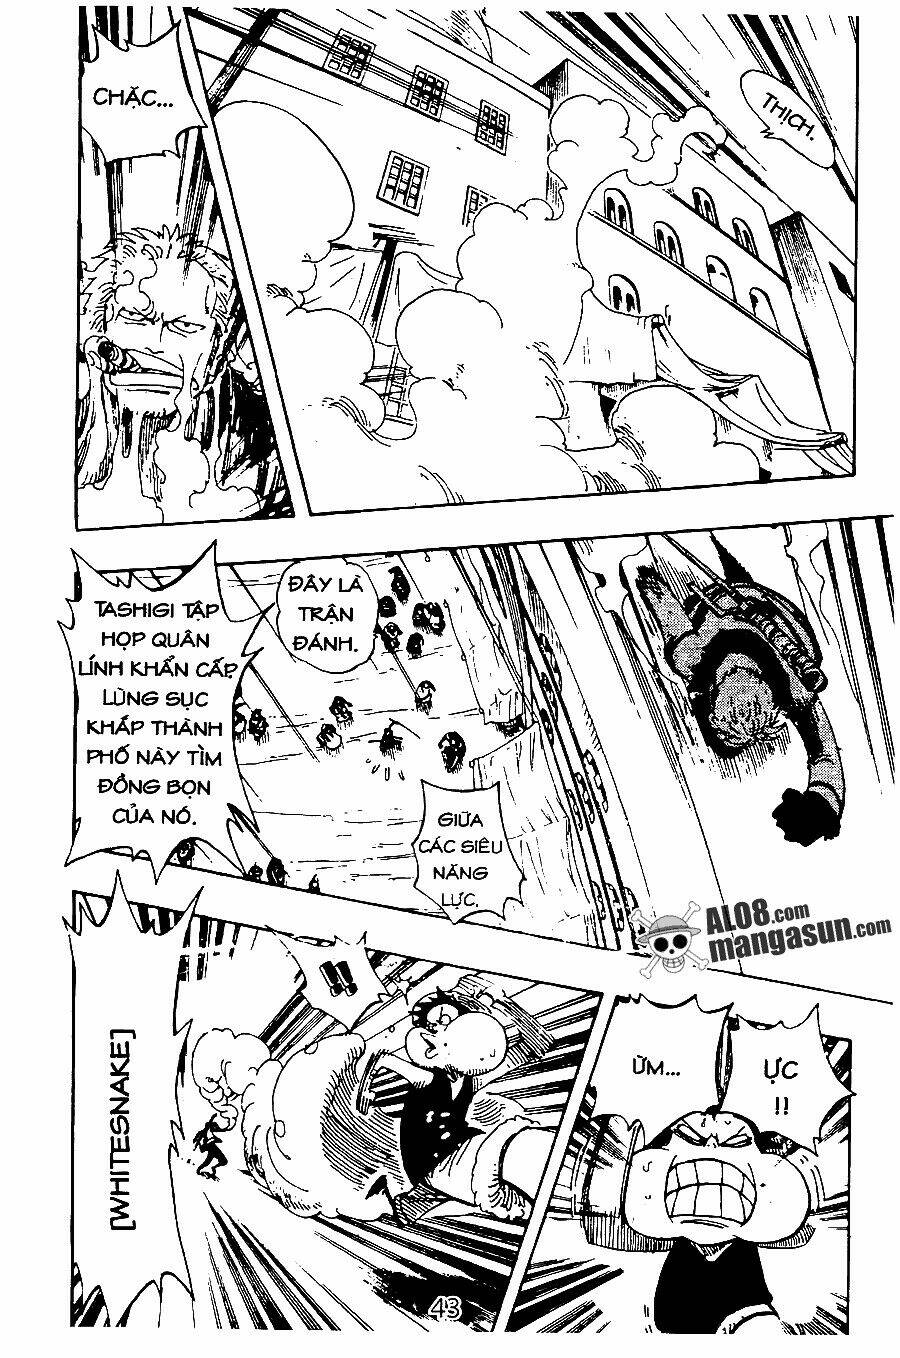 THỊCH.
CHẶC...
ĐÂY LÀ
TRẬN
ĐÁNH.
GIỮA
CÁC SIÊU
NĂNG
LỰC.
TASHIGI TẬP
HỢP QUÂN
LÍNH KHẨN CẤP,
LÙNG SỤC
KHẮP THÀNH
PHỐ NÀY TÌM
ĐỒNG BỌN
CỦA NÓ.
ALO8.com
mangasun.com
ỰC
!!
ỪM...
!!
[WHITESNAKE]
43